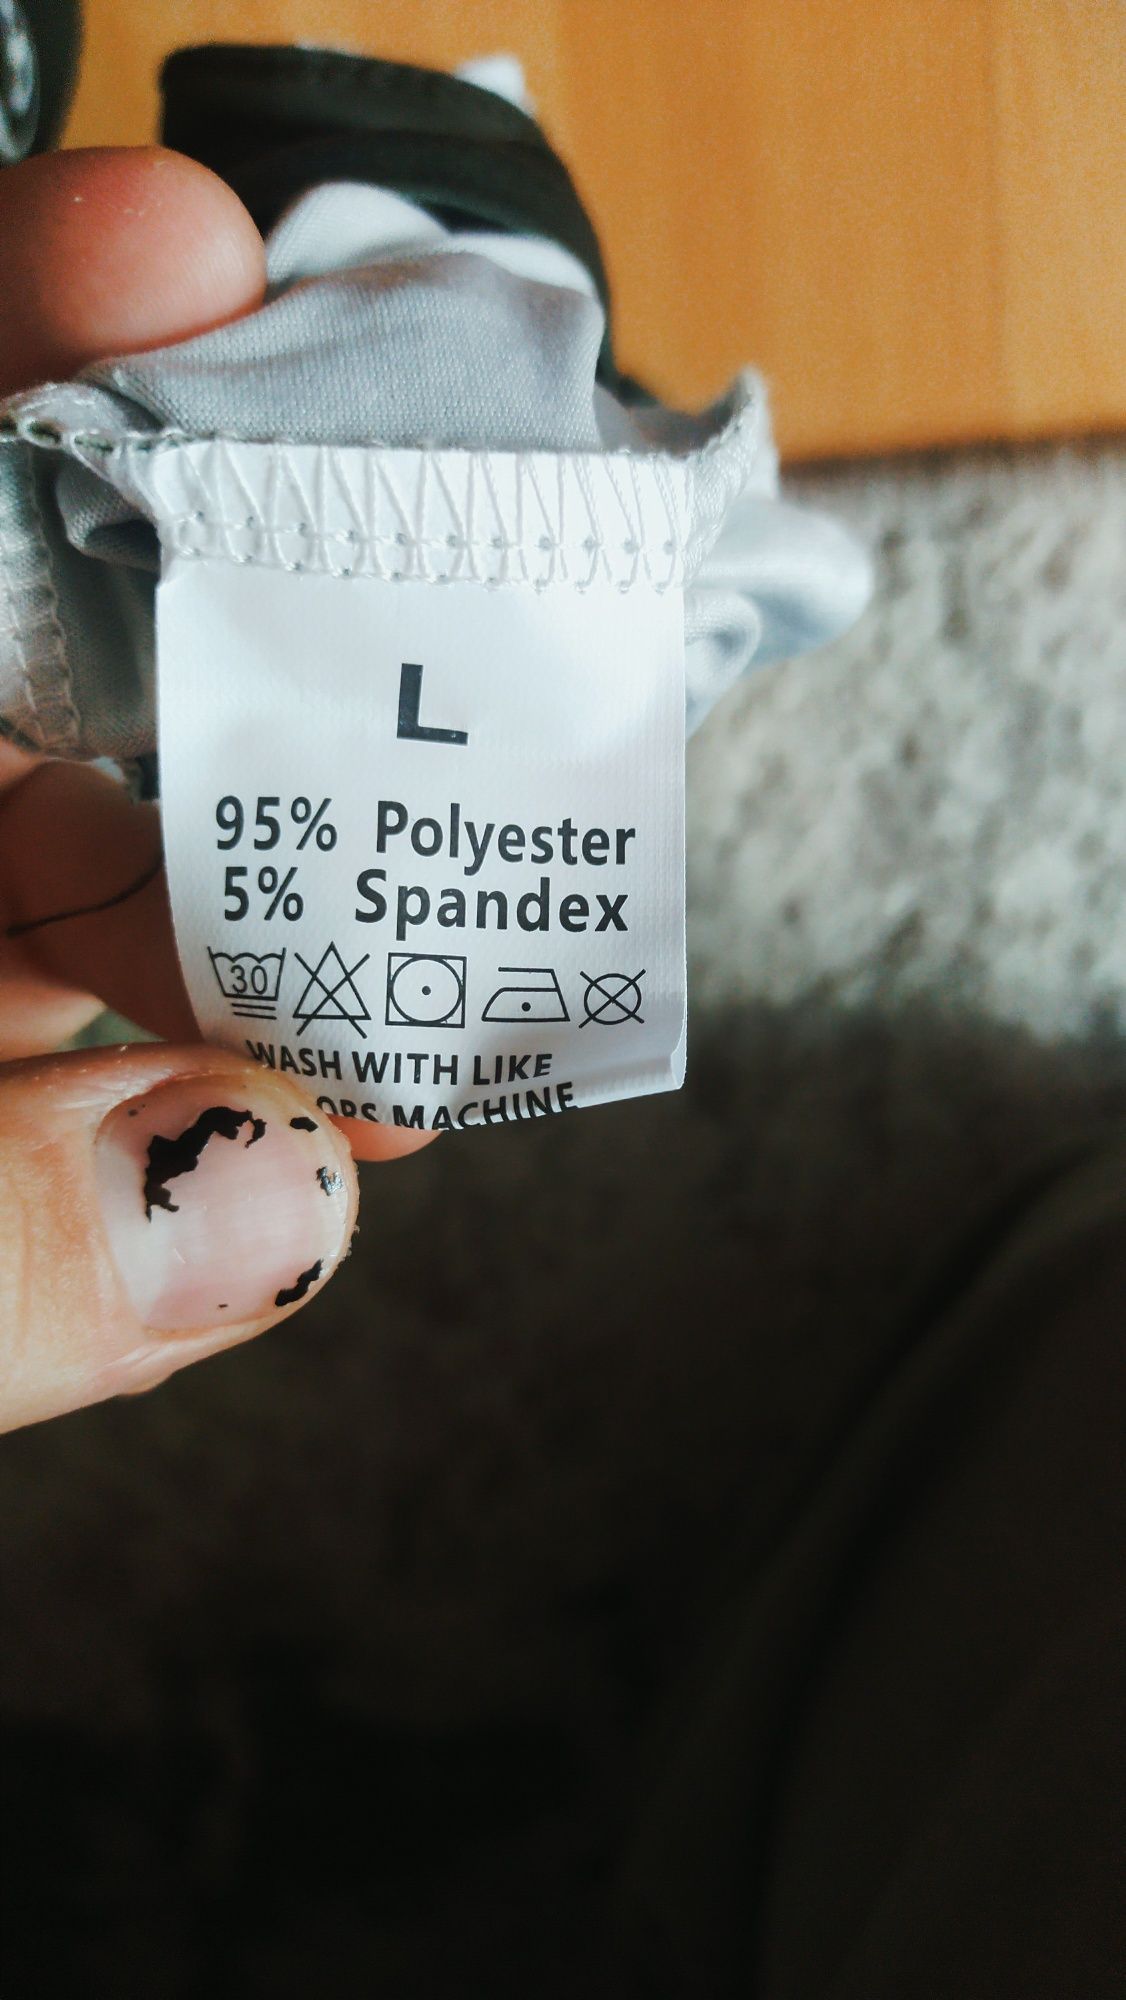 L
95% Polyester
5% Spandex
30
WASH WITH LIKE
MACHINE